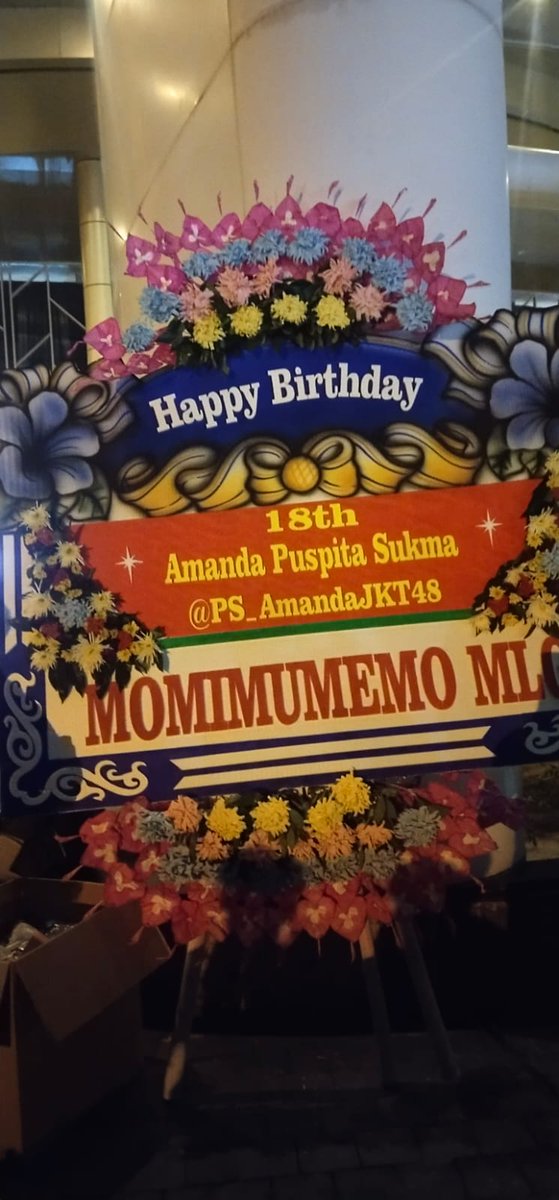 Happy Birthday
18th
Amanda Puspita Sukma
@PS_AmandaJKT48
MOMIMUMEMO